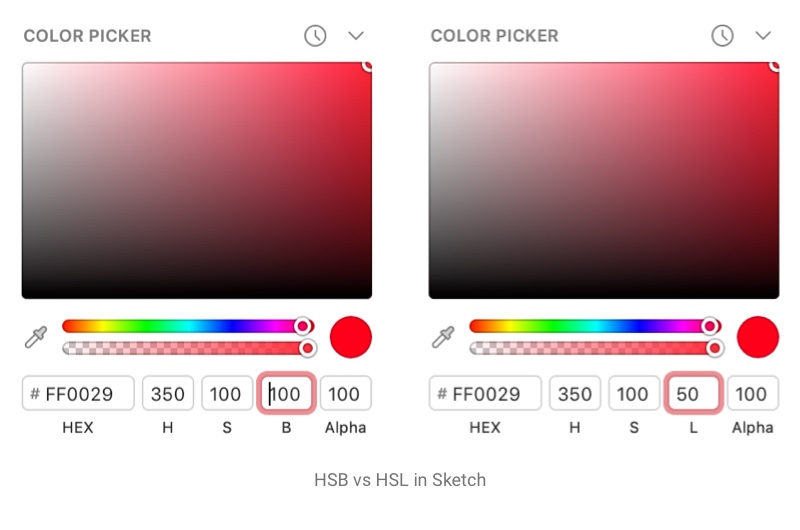 COLOR PICKER
# FF0029 350 100 100 100
HEX H S B Alpha
COLOR PICKER
# FF0029 350 100 50 100
HEX H S L Alpha
HSB vs HSL in Sketch